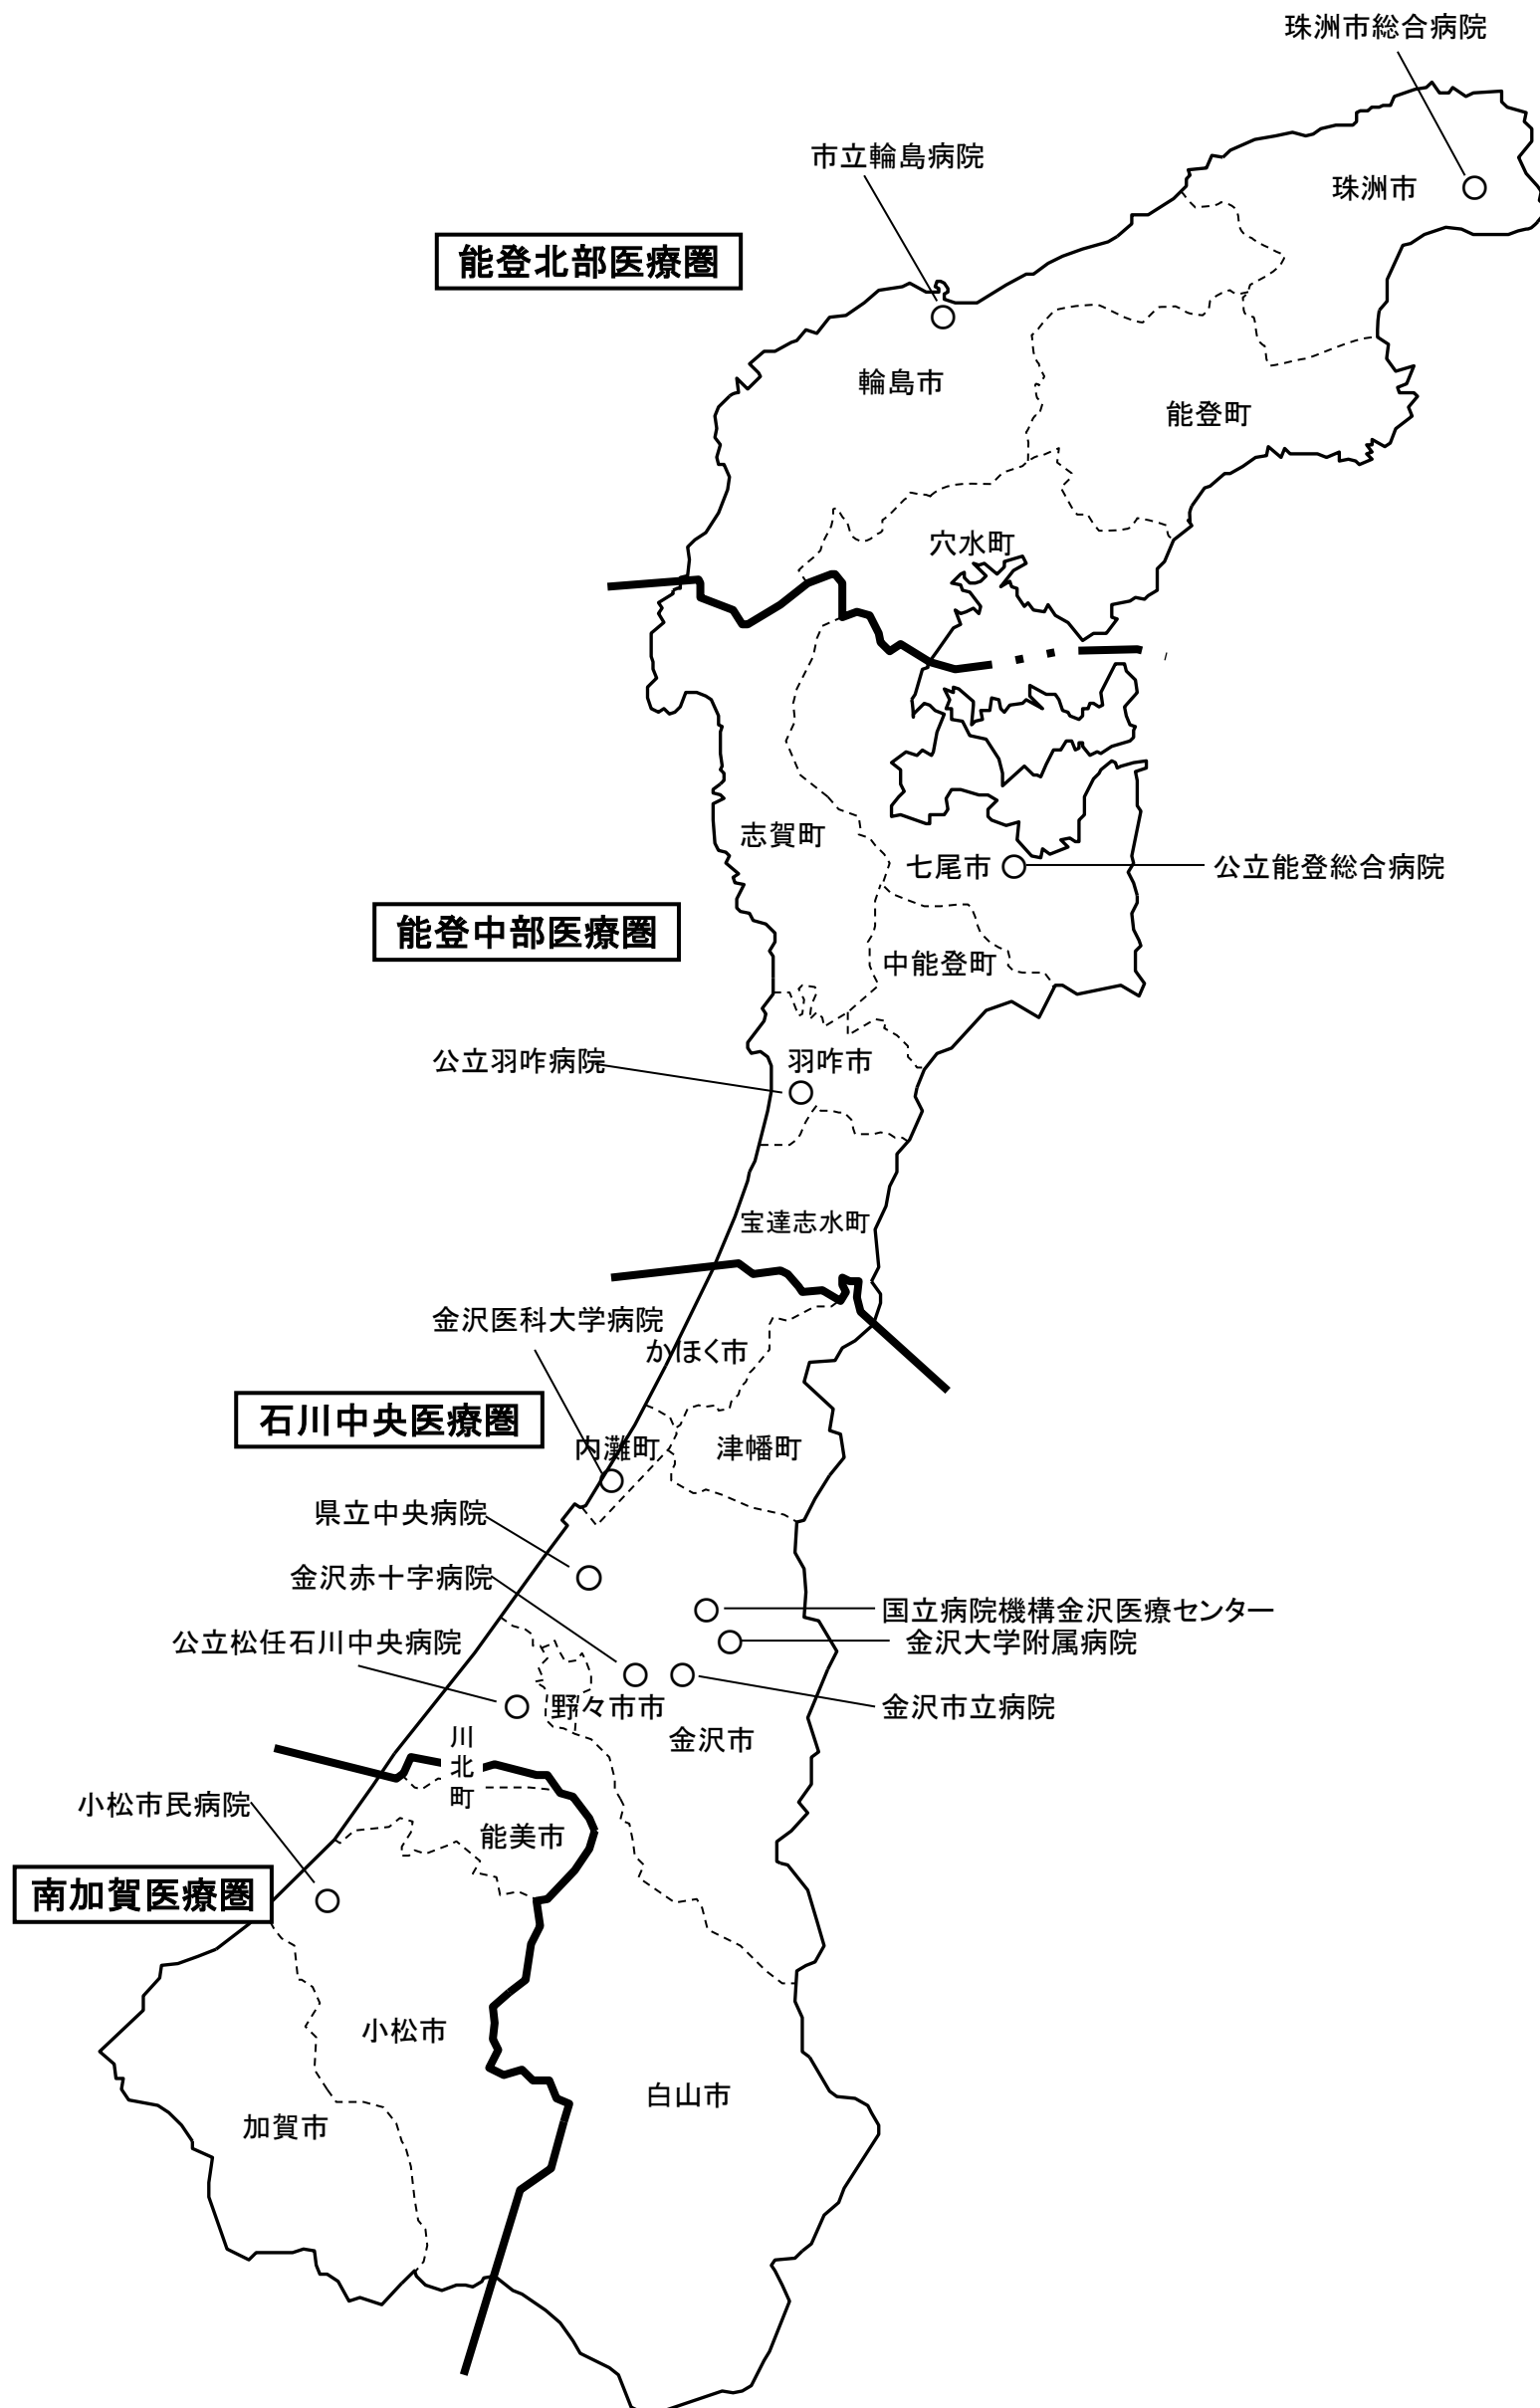 珠洲市総合病院
市立輪島病院
珠洲市
能登北部医療圏
輪島市
能登町
穴水町
志賀町
七尾市
公立能登総合病院
能登中部医療圏
中能登町
公立羽咋病院
羽咋市
宝達志水町
金沢医科大学病院
かほく市
石川中央医療圏
内灘町
津幡町
県立中央病院
金沢赤十字病院
国立病院機構金沢医療センター
公立松任石川中央病院
金沢大学附属病院
野々市市
金沢市立病院
川北町
金沢市
小松市民病院
能美市
南加賀医療圏
小松市
白山市
加賀市